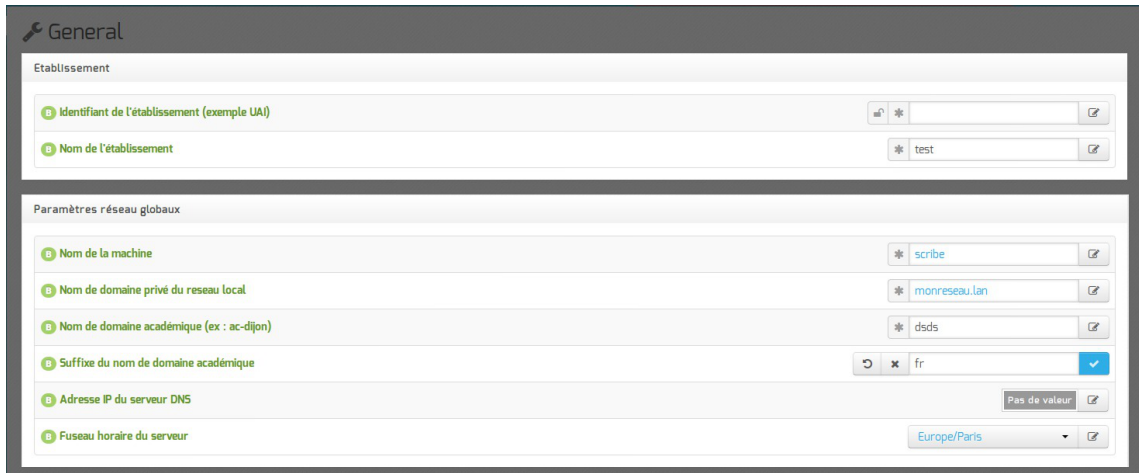 General
Etablissement
B Identifiant de l'établissement (exemple UAI)
B Nom de l'établissement test
Paramètres réseau globaux
B Nom de la machine scribe
B Nom de domaine privé du reseau local monreseau.lan
B Nom de domaine académique (ex : ac-dijon) dsds
B Suffixe du nom de domaine académique fr
B Adresse IP du serveur DNS Pas de valeur
B Fuseau horaire du serveur Europe/Paris